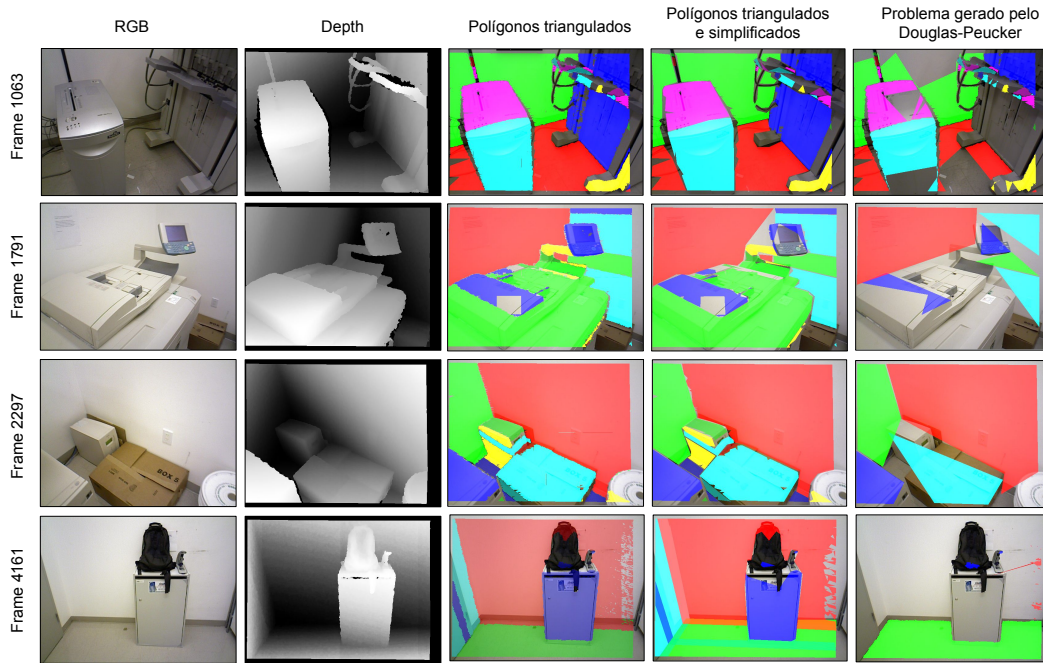 RGB
Depth
Polígonos triangulados
Polígonos triangulados
e simplificados
Problema gerado pelo
Douglas-Peucker
Frame 1063
Frame 1791
Frame 2297
BOX 5
Frame 4161